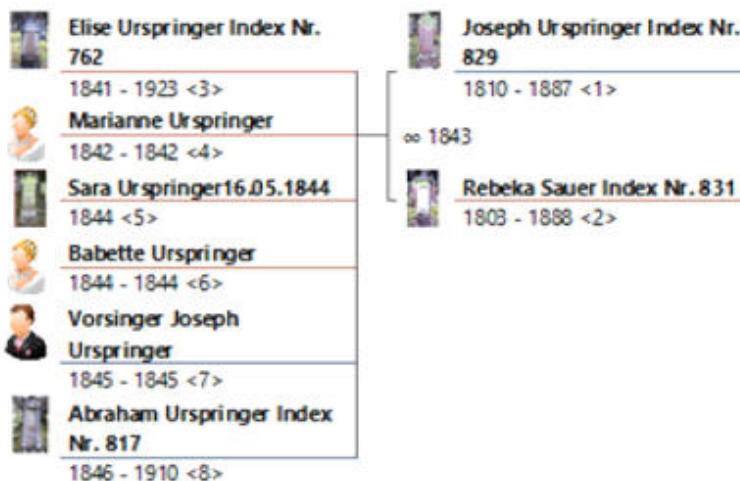 Elise Urspringer Index Nr.
762
1841 - 1923 <3>
Marianne Urspringer
1842 - 1842 <4>
Sara Urspringer16.05.1844
1844 <5>
Babette Urspringer
1844 - 1844 <6>
Vorsinger Joseph
Urspringer
1845 - 1845 <7>
Abraham Urspringer Index
Nr. 817
1846 - 1910 <8>
Joseph Urspringer Index Nr.
829
1810 - 1887 <1>
∞ 1843
Rebeka Sauer Index Nr. 831
1803 - 1888 <2>